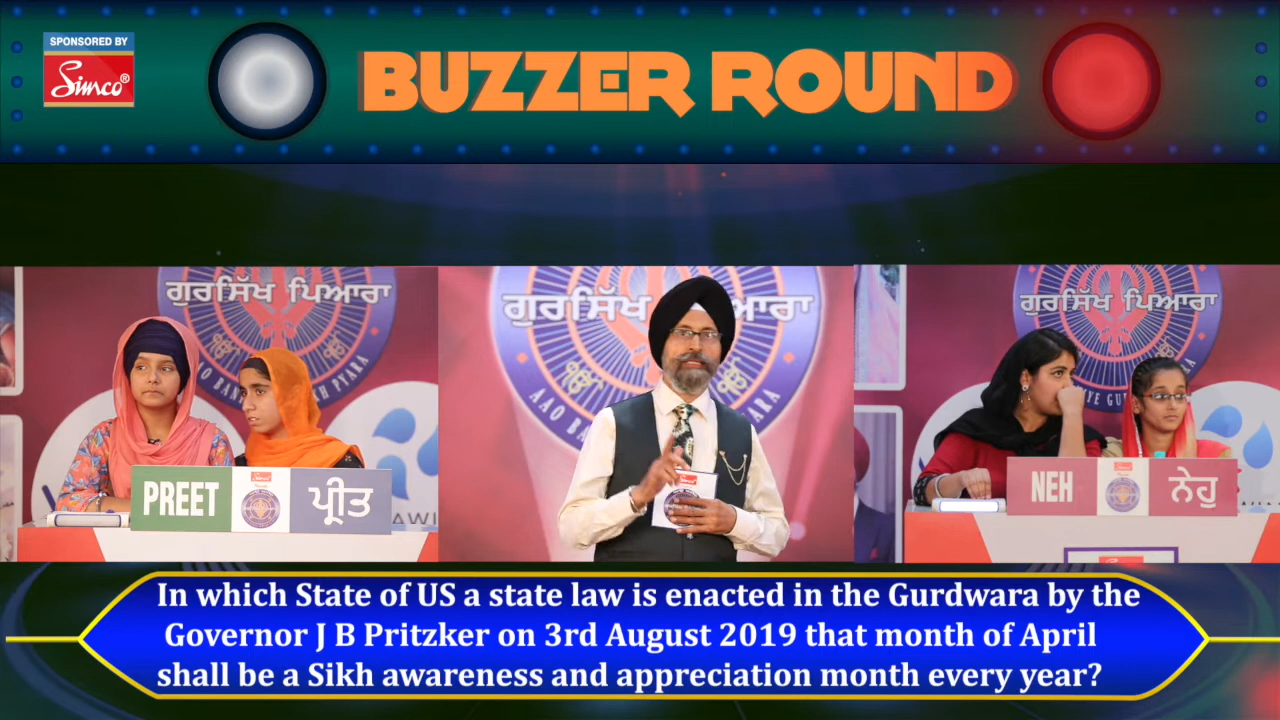 SPONSORED BY
Simco®
BUZZER ROUND
ਗੁਰਸਿੱਖ ਪਿਆਰਾ
ਗੁਰਸਿੱਖ
ਆਰਾ
ਗੁਰਸਿੱਖ ਪਿਆਰਾ
PREET
ਪ੍ਰੀਤ
NEH
ਨੇਹੁ
In which State of US a state law is enacted in the Gurdwara by the
Governor J B Pritzker on 3rd August 2019 that month of April
shall be a Sikh awareness and appreciation month every year?